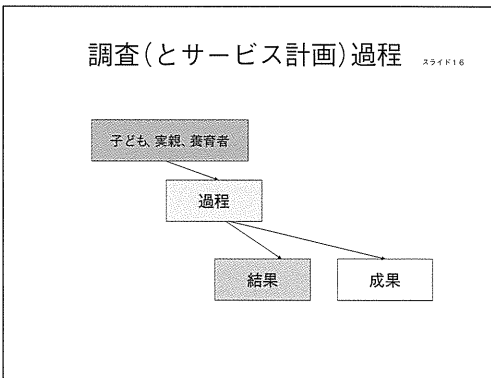 調査(とサービス計画)過程
スライド16
子ども、実親、養育者
過程
結果
成果